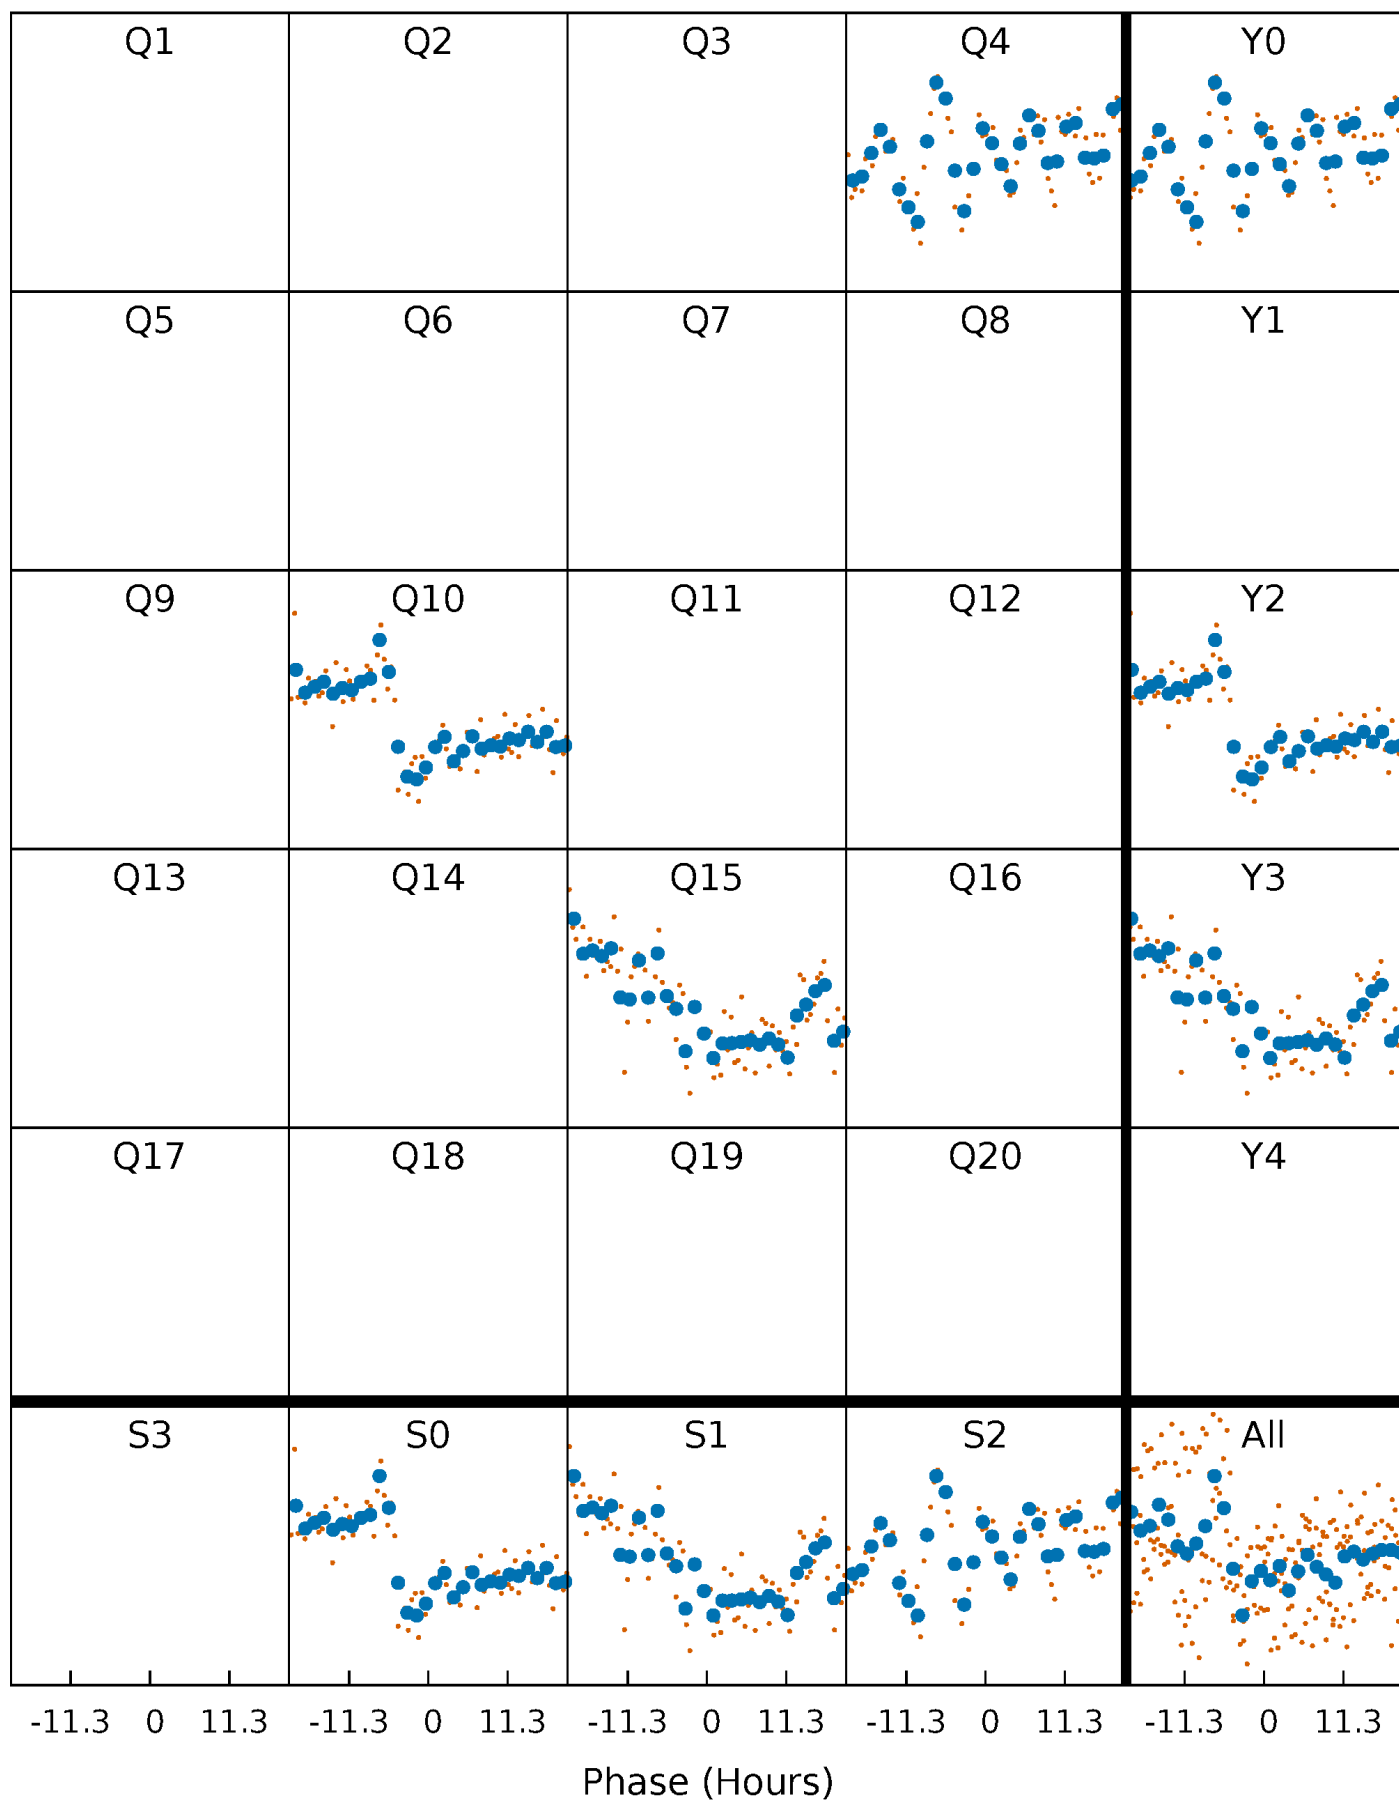 Q1 Q2 Q3 Q4 Y0
Q5 Q6 Q7 Q8 Y1
Q9 Q10 Q11 Q12 Y2
Q13 Q14 Q15 Q16 Y3
Q17 Q18 Q19 Q20 Y4
S3 S0 S1 S2 All
-11.3 0 11.3 -11.3 0 11.3 -11.3 0 11.3 -11.3 0 11.3 -11.3 0 11.3
Phase (Hours)